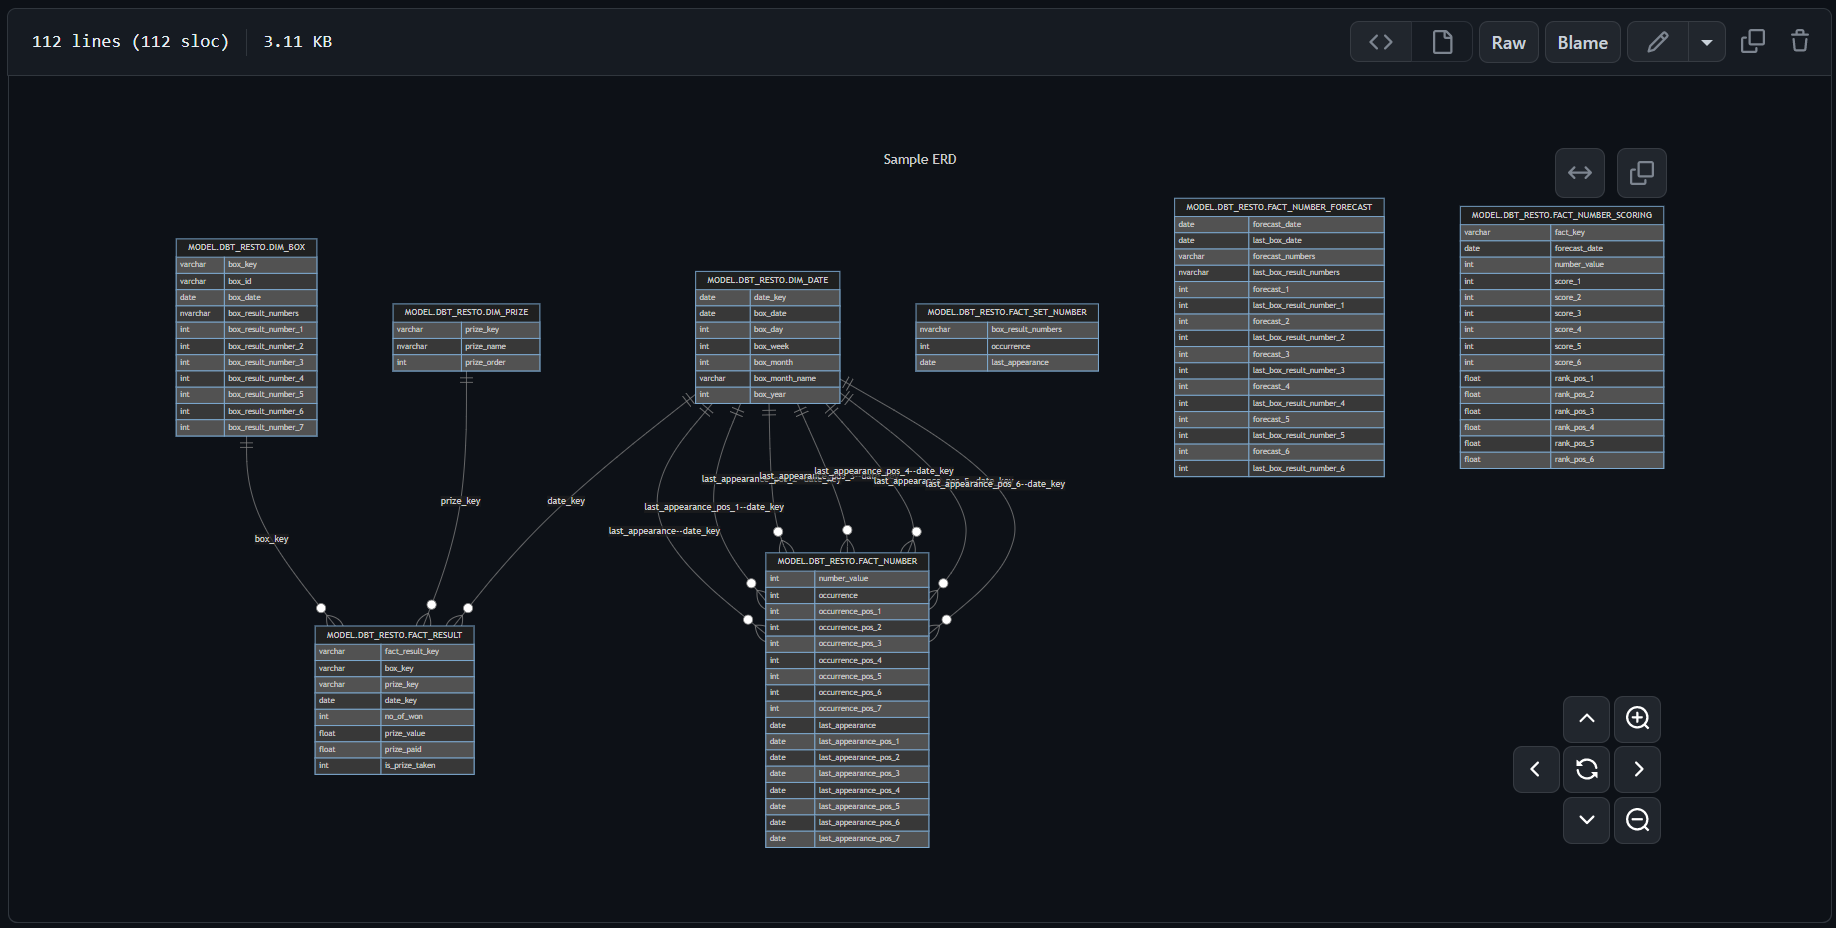 112 lines (112 sloc) 3.11 KB
Raw
Blame
Sample ERD
MODEL.DBT_RESTO.DIM_BOX
varchar box_key
varchar box_id
date box_date
nvarchar box_result_numbers
int box_result_number_1
int box_result_number_2
int box_result_number_3
int box_result_number_4
int box_result_number_5
int box_result_number_6
int box_result_number_7
MODEL.DBT_RESTO.DIM_PRIZE
varchar prize_key
nvarchar prize_name
int prize_order
MODEL.DBT_RESTO.DIM_DATE
date date_key
date box_date
int box_day
int box_week
int box_month
varchar box_month_name
int box_year
MODEL.DBT_RESTO.FACT_SET_NUMBER
nvarchar box_result_numbers
int occurrence
date last_appearance
MODEL.DBT_RESTO.FACT_NUMBER_FORECAST
date forecast_date
date last_box_date
varchar forecast_numbers
nvarchar last_box_result_numbers
int forecast_1
int last_box_result_number_1
int forecast_2
int last_box_result_number_2
int forecast_3
int last_box_result_number_3
int forecast_4
int last_box_result_number_4
int forecast_5
int last_box_result_number_5
int forecast_6
int last_box_result_number_6
MODEL.DBT_RESTO.FACT_NUMBER_SCORING
varchar fact_key
date forecast_date
int number_value
int score_1
int score_2
int score_3
int score_4
int score_5
int score_6
float rank_pos_1
float rank_pos_2
float rank_pos_3
float rank_pos_4
float rank_pos_5
float rank_pos_6
box_key
prize_key
date_key
last_appearance--date_key
last_appearance_pos_1--date_key
last_appearance_pos_4--date_key
last_appearance_pos_6--date_key
MODEL.DBT_RESTO.FACT_RESULT
varchar fact_result_key
varchar box_key
varchar prize_key
date date_key
int no_of_won
float prize_value
float prize_paid
int is_prize_taken
MODEL.DBT_RESTO.FACT_NUMBER
int number_value
int occurrence
int occurrence_pos_1
int occurrence_pos_2
int occurrence_pos_3
int occurrence_pos_4
int occurrence_pos_5
int occurrence_pos_6
int occurrence_pos_7
date last_appearance
date last_appearance_pos_1
date last_appearance_pos_2
date last_appearance_pos_3
date last_appearance_pos_4
date last_appearance_pos_5
date last_appearance_pos_6
date last_appearance_pos_7